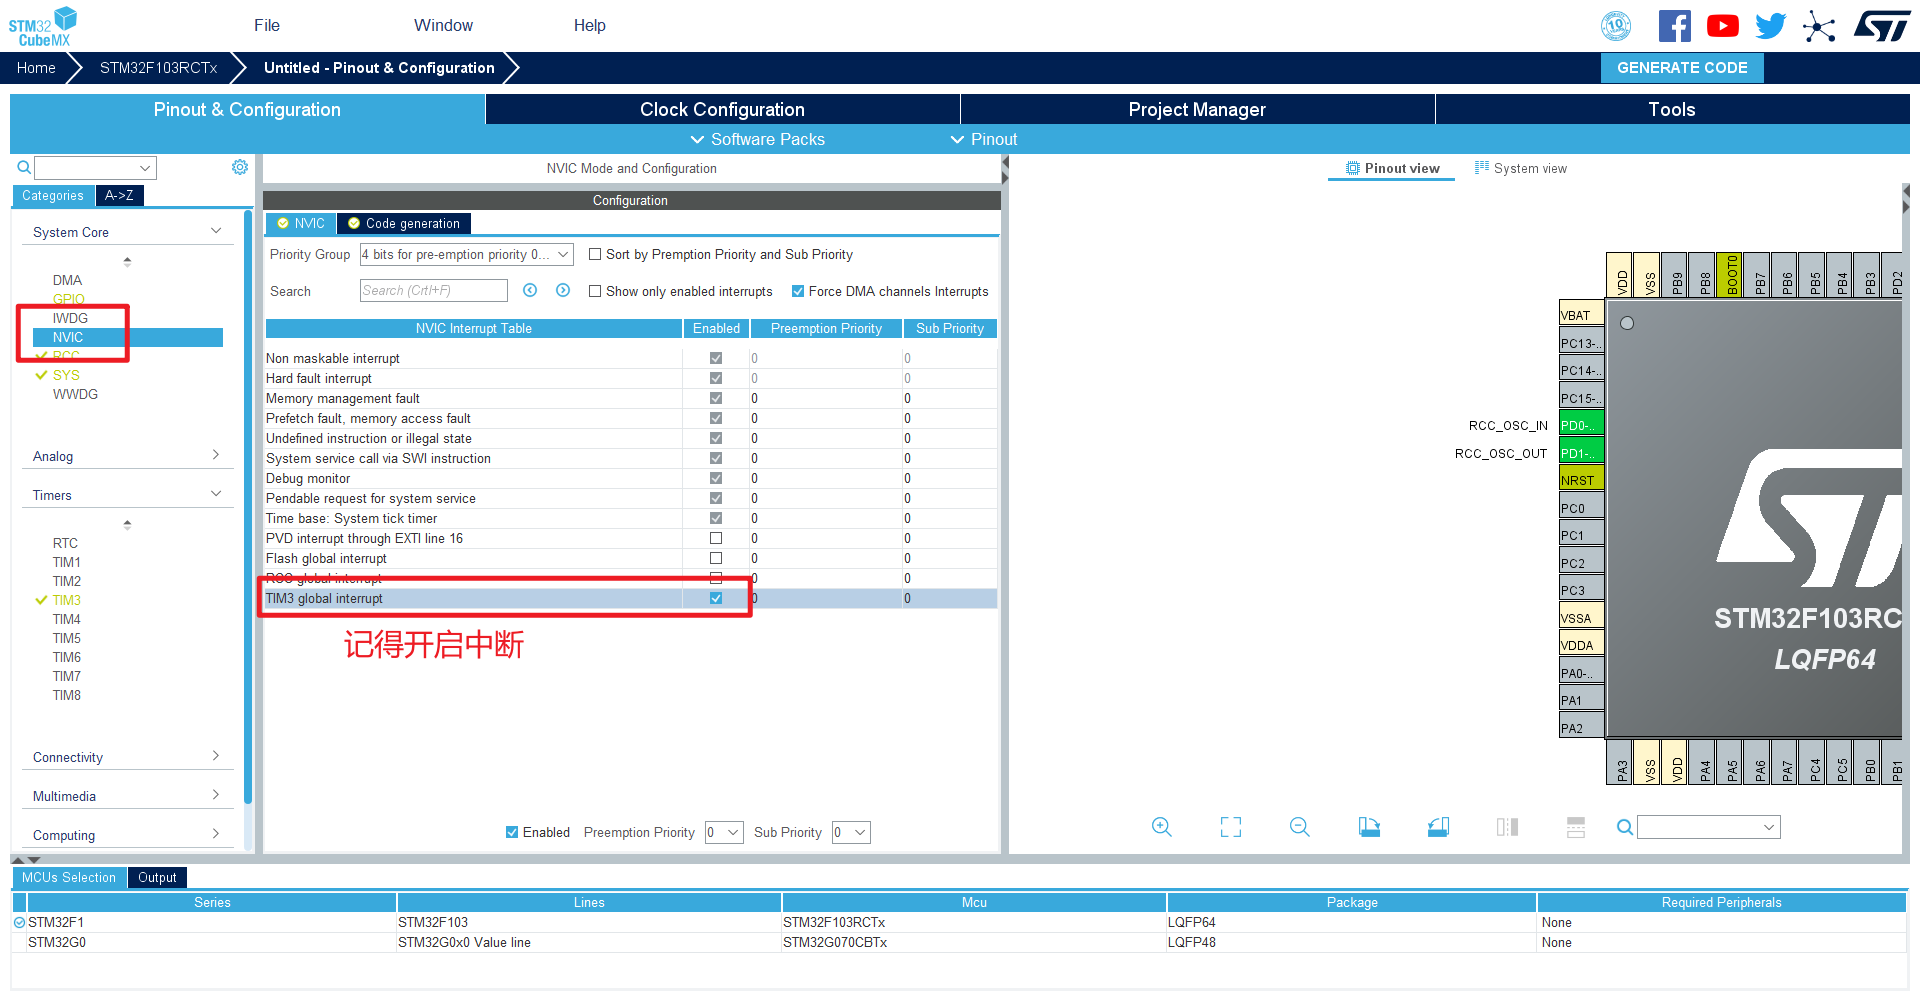 STM32
CubeMX
File
Window
Help
10
ST
Home
STM32F103RCTx
Untitled - Pinout & Configuration
GENERATE CODE
Pinout & Configuration
Clock Configuration
Project Manager
Tools
Software Packs
Pinout
NVIC Mode and Configuration
Pinout view
System view
Categories
A->Z
Configuration
System Core
NVIC
Code generation
DMA
GPIO
IWDG
NVIC
RCC
SYS
WWDG
Priority Group
4 bits for pre-emption priority 0...
Sort by Premption Priority and Sub Priority
Search
Search (Crtl+F)
Show only enabled interrupts
Force DMA channels Interrupts
NVIC Interrupt Table Enabled Preemption Priority Sub Priority
Non maskable interrupt 0 0
Hard fault interrupt 0 0
Memory management fault 0 0
Prefetch fault, memory access fault 0 0
Undefined instruction or illegal state 0 0
System service call via SWI instruction 0 0
Debug monitor 0 0
Pendable request for system service 0 0
Time base: System tick timer 0 0
PVD interrupt through EXTI line 16 0 0
Flash global interrupt 0 0
RCC global interrupt 0 0
TIM3 global interrupt 0 0
记得开启中断
Analog
Timers
RTC
TIM1
TIM2
TIM3
TIM4
TIM5
TIM6
TIM7
TIM8
Connectivity
Multimedia
Computing
Enabled
Preemption Priority
0
Sub Priority
0
VDD
VSS
PB9
PB8
BOOT0
PB7
PB6
PB5
PB4
PB3
PD2
VBAT
PC13-..
PC14-..
PC15-..
RCC_OSC_IN
PD0-..
RCC_OSC_OUT
PD1-..
NRST
PC0
PC1
PC2
PC3
VSSA
VDDA
PA0-..
PA1
PA2
ST
STM32F103RC
LQFP64
PA3
VSS
VDD
PA4
PA5
PA6
PA7
PC4
PC5
PB0
PB1
MCUs Selection
Output
Series Lines Mcu Package Required Peripherals
STM32F1 STM32F103 STM32F103RCTx LQFP64 None
STM32G0 STM32G0x0 Value line STM32G070CBTx LQFP48 None